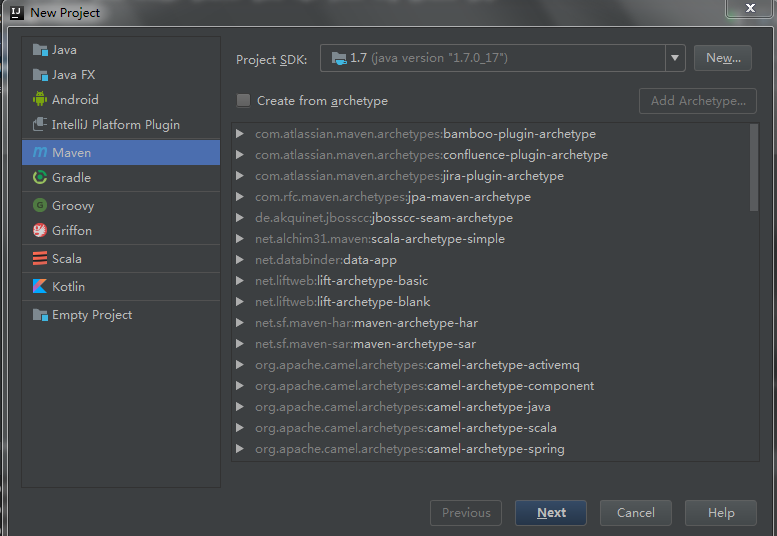 New Project
Java
Java FX
Android
IntelliJ Platform Plugin
Maven
Gradle
Groovy
Griffon
Scala
Kotlin
Empty Project
Project SDK: 1.7 (java version "1.7.0_17") New...
Create from archetype Add Archetype...
com.atlassian.maven.archetypes:bamboo-plugin-archetype
com.atlassian.maven.archetypes:confluence-plugin-archetype
com.atlassian.maven.archetypes:jira-plugin-archetype
com.rfc.maven.archetypes:jpa-maven-archetype
de.akquinet.jbosscc:jbosscc-seam-archetype
net.alchim31.maven:scala-archetype-simple
net.databinder:data-app
net.liftweb:lift-archetype-basic
net.liftweb:lift-archetype-blank
net.sf.maven-har:maven-archetype-har
net.sf.maven-sar:maven-archetype-sar
org.apache.camel.archetypes:camel-archetype-activemq
org.apache.camel.archetypes:camel-archetype-component
org.apache.camel.archetypes:camel-archetype-java
org.apache.camel.archetypes:camel-archetype-scala
org.apache.camel.archetypes:camel-archetype-spring
Previous Next Cancel Help